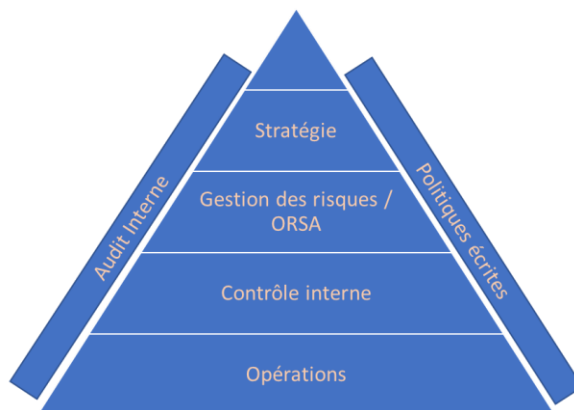 Stratégie
Gestion des risques /
ORSA
Contrôle interne
Opérations
Audit Interne
Politiques écrites